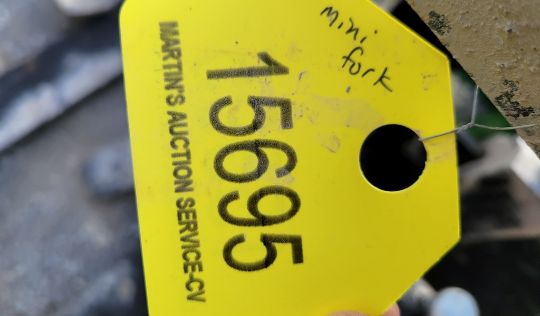 mini
fork
15695
MARTIN'S AUCTION SERVICE-CV